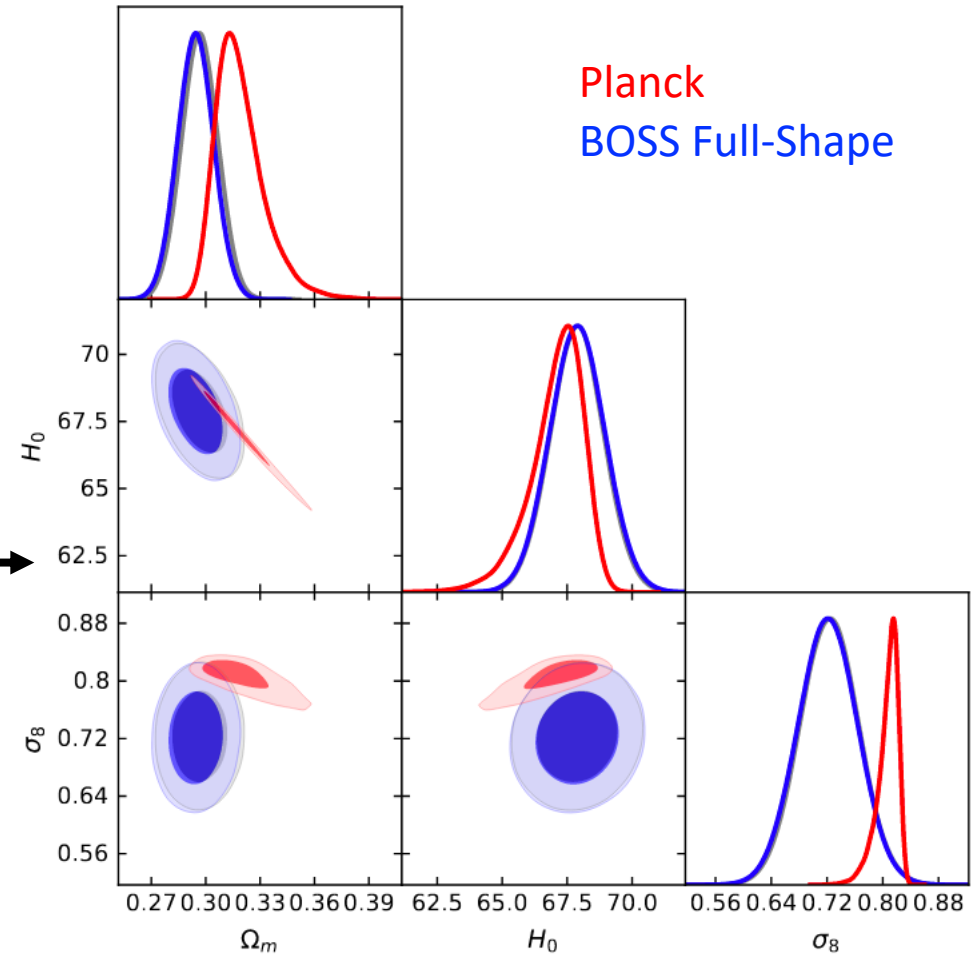 Planck
BOSS Full-Shape
70
67.5
65
62.5
H₀
0.88
0.8
0.72
0.64
0.56
σ₈
0.27 0.30 0.33 0.36 0.39
62.5 65.0 67.5 70.0
0.56 0.64 0.72 0.80 0.88
Ωₘ
H₀
σ₈